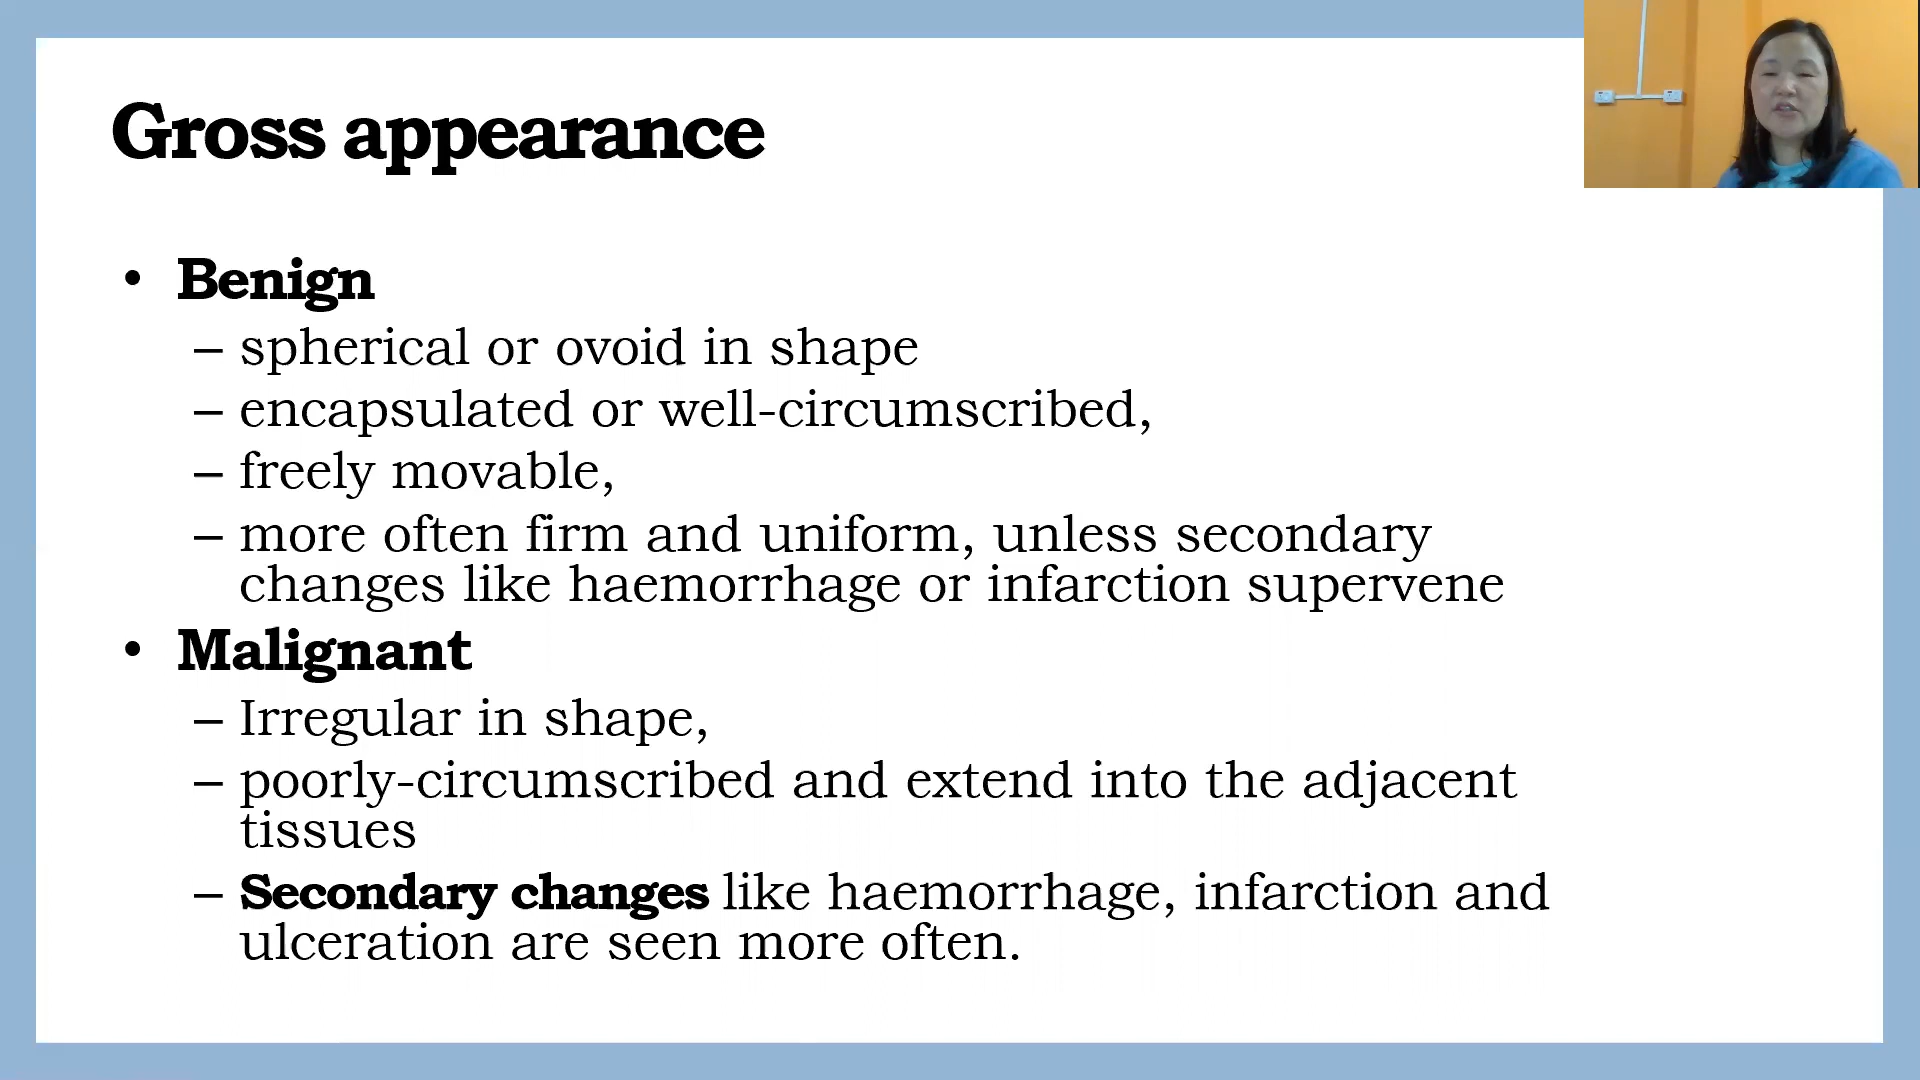 Gross appearance
• Benign
– spherical or ovoid in shape
– encapsulated or well-circumscribed,
– freely movable,
– more often firm and uniform, unless secondary
changes like haemorrhage or infarction supervene
• Malignant
– Irregular in shape,
– poorly-circumscribed and extend into the adjacent
tissues
– Secondary changes like haemorrhage, infarction and
ulceration are seen more often.